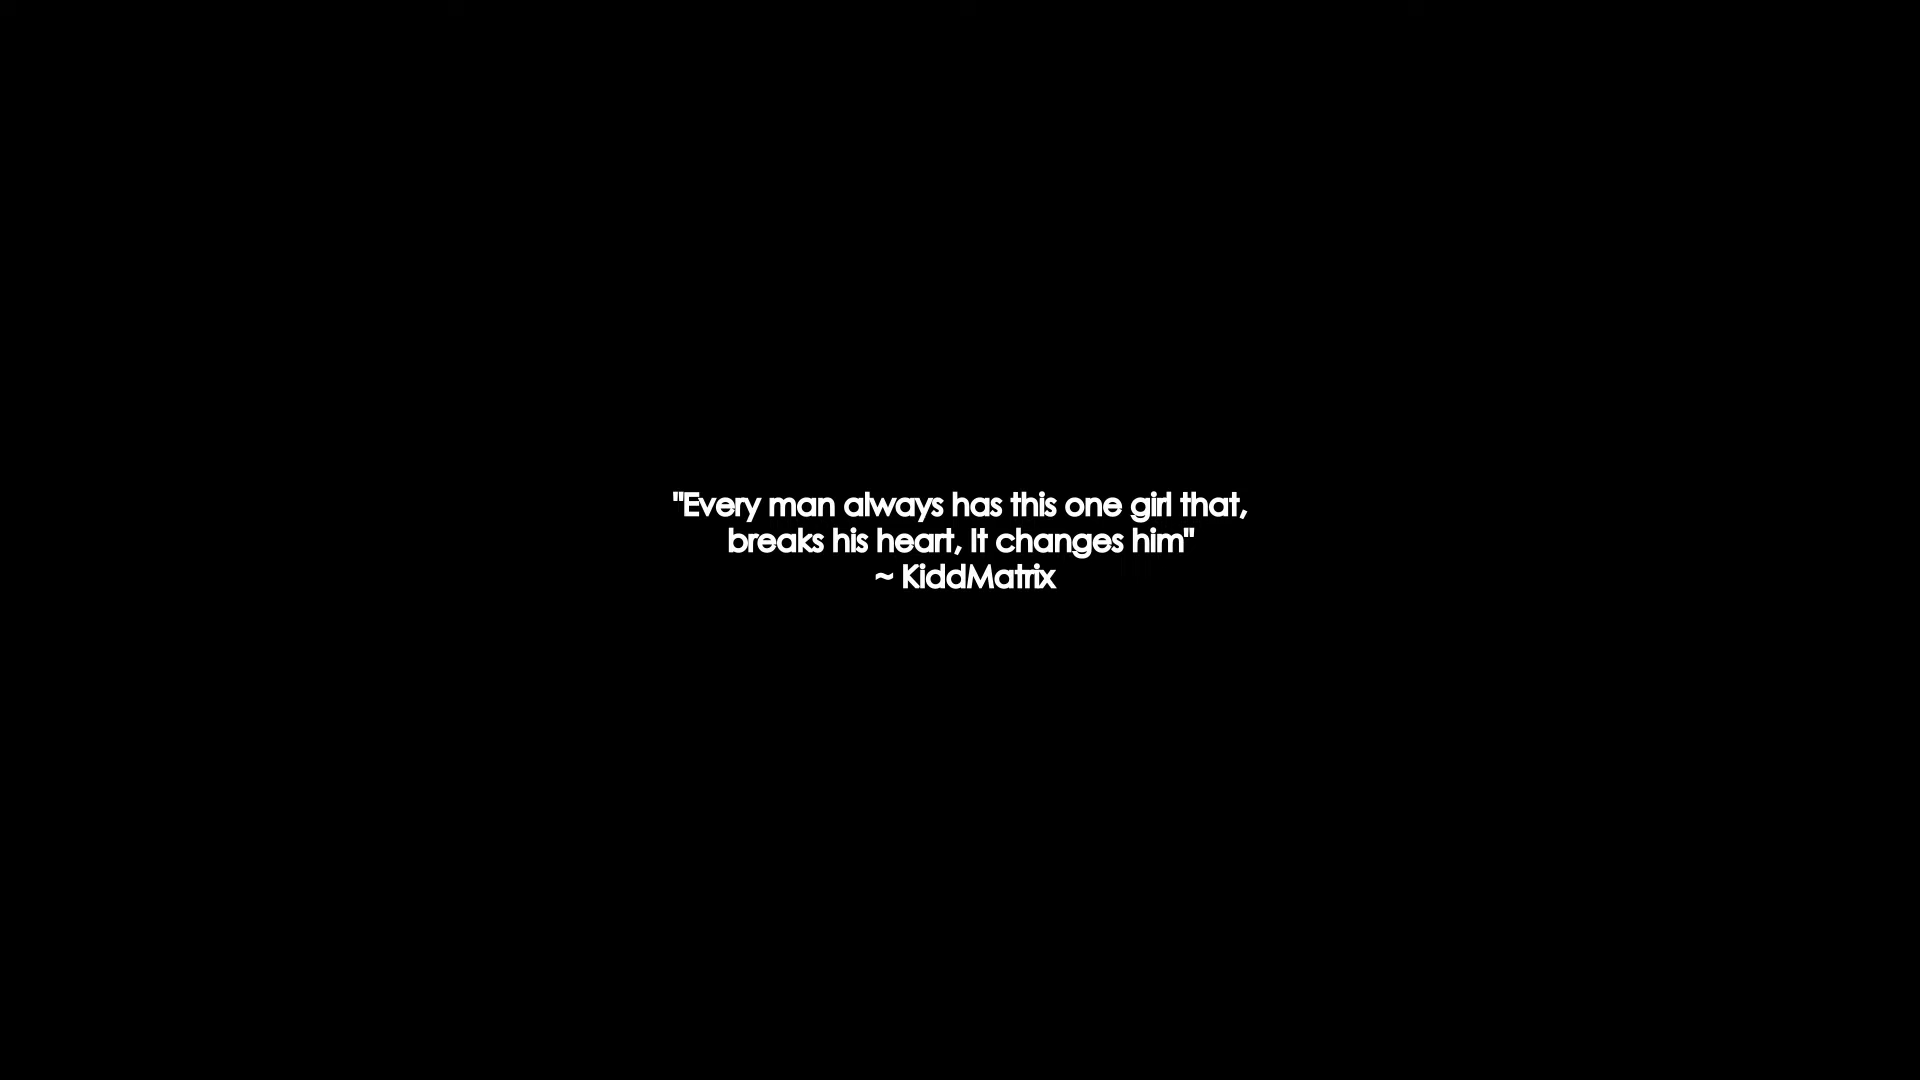 "Every man always has this one girl that,
breaks his heart, It changes him"
~ KiddMatrix